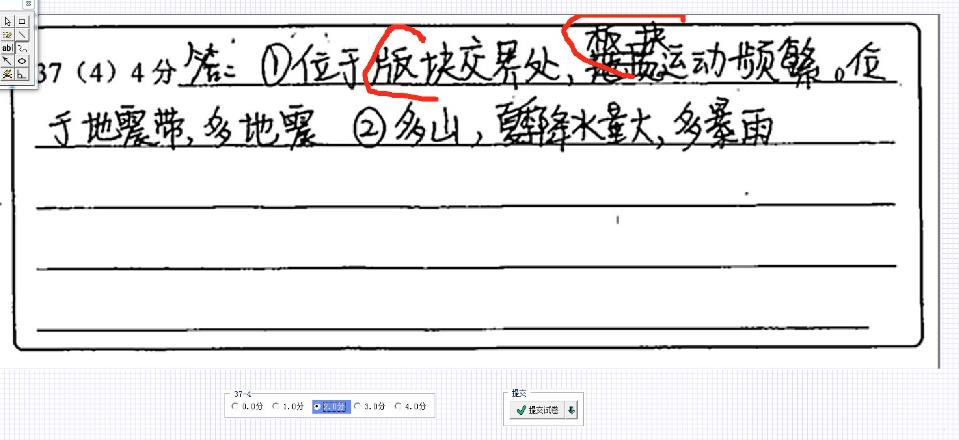 37（4）4分 答：①位于版块交界处，板块运动频繁。位
于地震带，多地震 ②多山，夏季降水量大，多暴雨
37-4
0.0分 1.0分 2.0分 3.0分 4.0分
提交
提交试卷